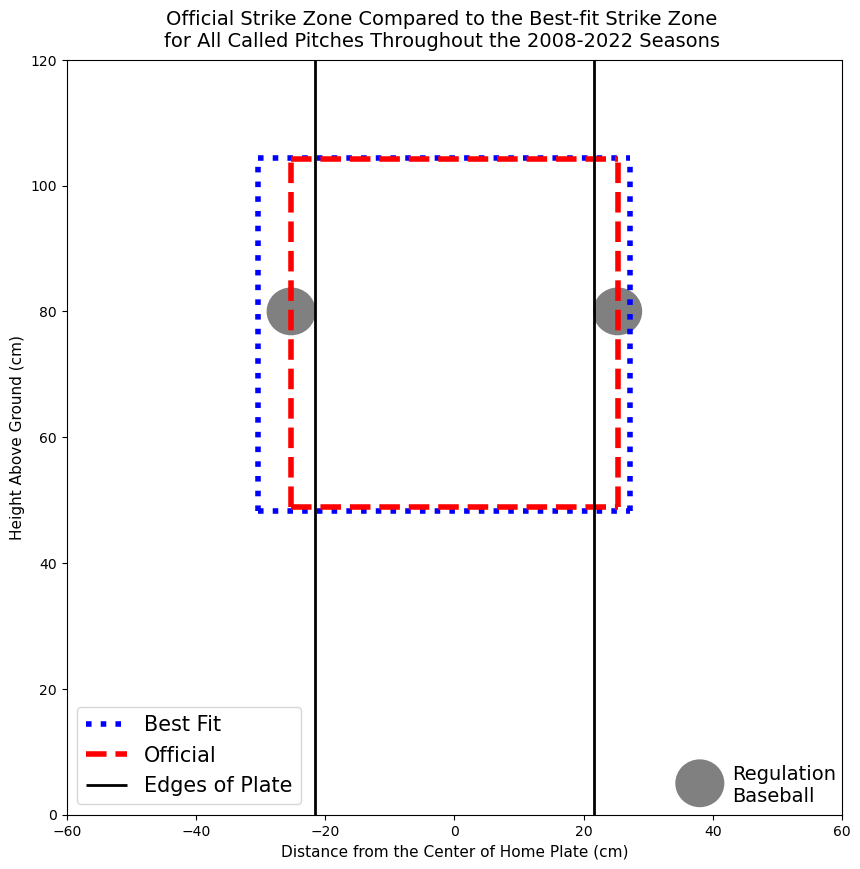 Official Strike Zone Compared to the Best-fit Strike Zone
for All Called Pitches Throughout the 2008-2022 Seasons
120
100
80
60
40
20
0
Height Above Ground (cm)
Best Fit
Official
Edges of Plate
Regulation
Baseball
−60
−40
−20
0
20
40
60
Distance from the Center of Home Plate (cm)